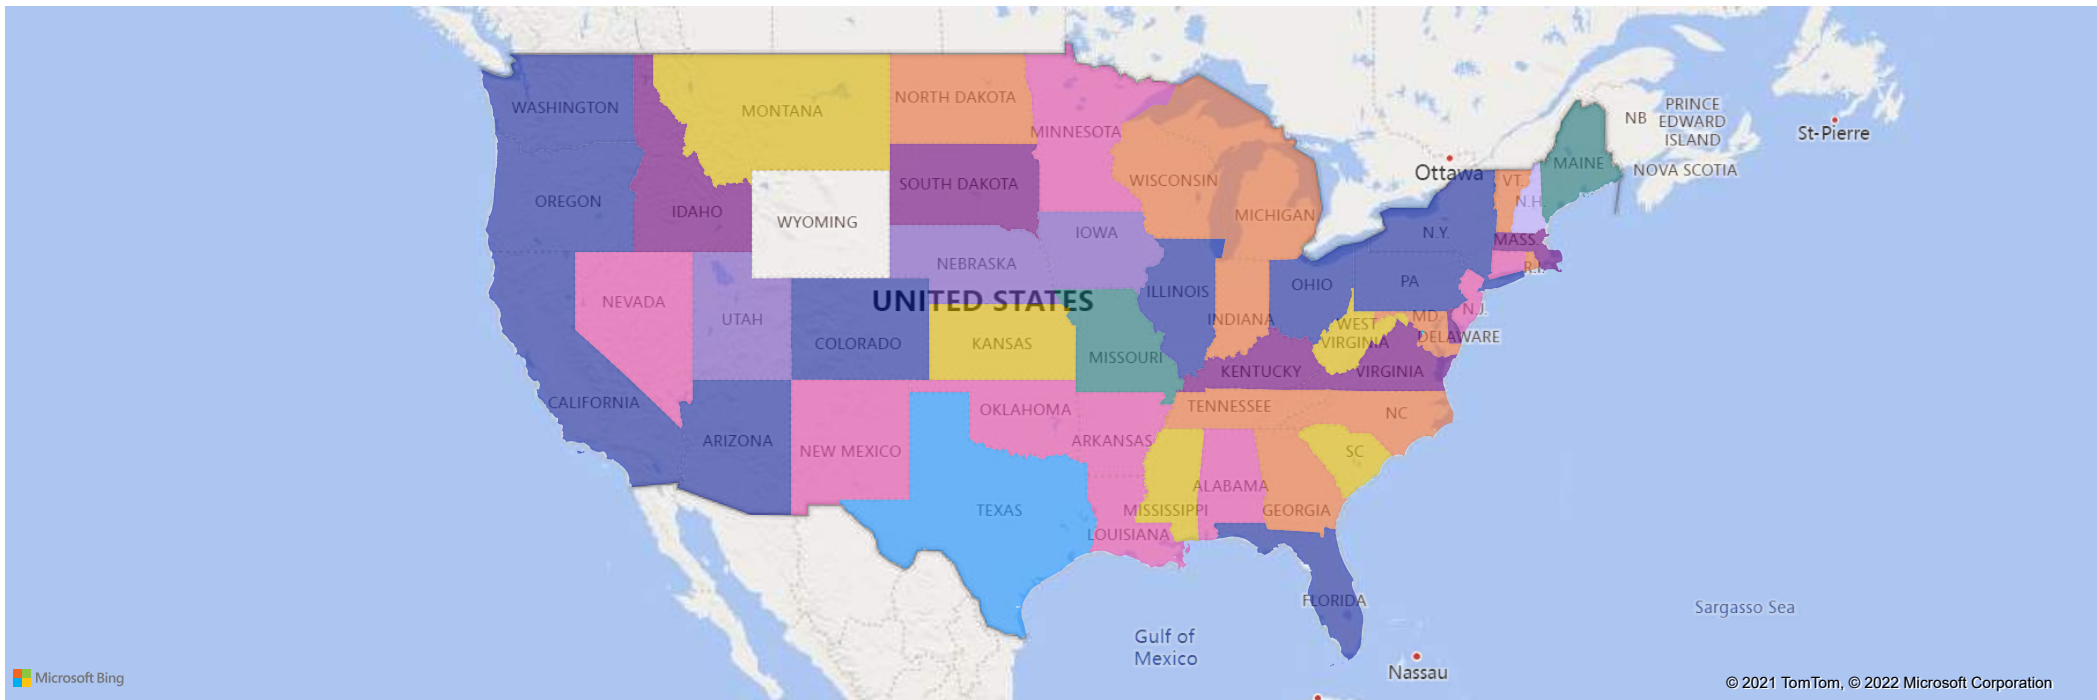 WASHINGTON
MONTANA
NORTH DAKOTA
MINNESOTA
OREGON
IDAHO
WYOMING
SOUTH DAKOTA
WISCONSIN
MICHIGAN
Ottawa
VT.
N.H.
MAINE
NB
PRINCE
EDWARD
ISLAND
NOVA SCOTIA
St-Pierre
NEVADA
UTAH
NEBRASKA
IOWA
UNITED STATES
ILLINOIS
INDIANA
OHIO
N.Y.
PA
MASS.
R.I.
N.J.
MD
DELAWARE
WEST
VIRGINIA
CALIFORNIA
COLORADO
KANSAS
MISSOURI
KENTUCKY
VIRGINIA
ARIZONA
NEW MEXICO
OKLAHOMA
ARKANSAS
TENNESSEE
NC
SC
TEXAS
LOUISIANA
MISSISSIPPI
ALABAMA
GEORGIA
FLORIDA
Gulf of
Mexico
Nassau
Sargasso Sea
Microsoft Bing
© 2021 TomTom, © 2022 Microsoft Corporation